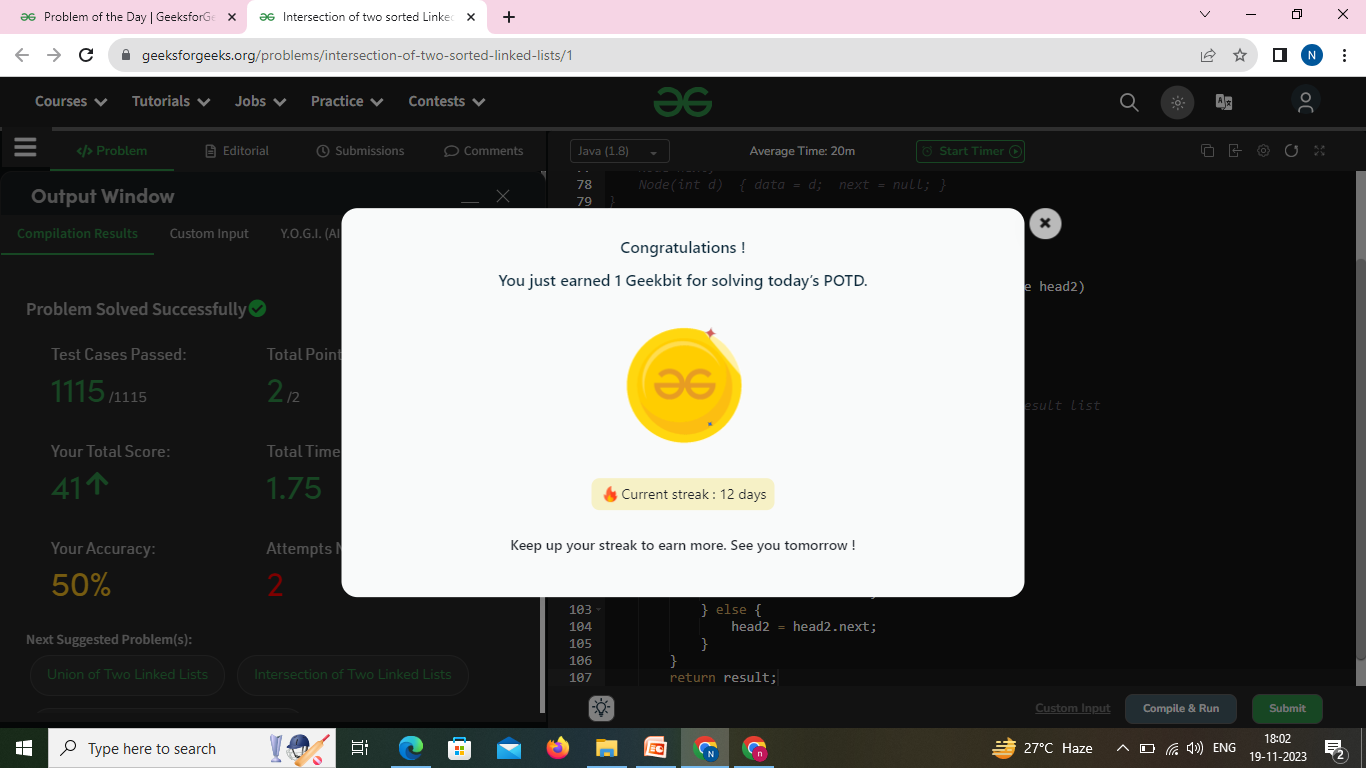 Problem of the Day | GeeksforGe
Intersection of two sorted Linked
geeksforgeeks.org/problems/intersection-of-two-sorted-linked-lists/1
N
Courses
Tutorials
Jobs
Practice
Contests
</> Problem
Editorial
Submissions
Comments
Java (1.8)
Average Time: 20m
Start Timer
Output Window
Compilation Results
Custom Input
Y.O.G.I. (AI
78 Node(int d) { data = d; next = null; }
79 }
e head2)
esult list
Congratulations !
You just earned 1 Geekbit for solving today's POTD.
Current streak : 12 days
Keep up your streak to earn more. See you tomorrow !
Problem Solved Successfully
Test Cases Passed:
1115 /1115
Total Point
2 /2
Your Total Score:
41
Total Time
1.75
Your Accuracy:
50%
Attempts N
2
Next Suggested Problem(s):
Union of Two Linked Lists
Intersection of Two Linked Lists
103 } else {
104 head2 = head2.next;
105 }
106 }
107 return result;
Custom Input
Compile & Run
Submit
Type here to search
27°C Haze
ENG
18:02
19-11-2023
2